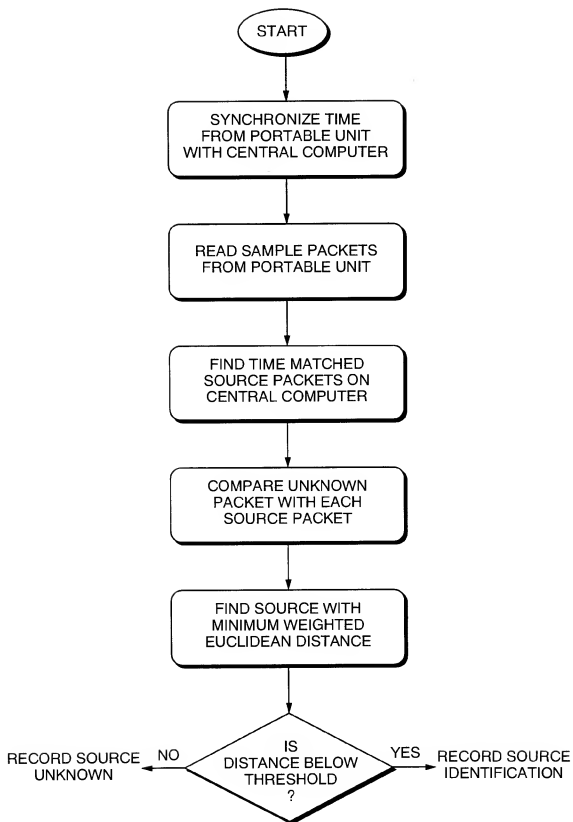 START
SYNCHRONIZE TIME
FROM PORTABLE UNIT
WITH CENTRAL COMPUTER
READ SAMPLE PACKETS
FROM PORTABLE UNIT
FIND TIME MATCHED
SOURCE PACKETS ON
CENTRAL COMPUTER
COMPARE UNKNOWN
PACKET WITH EACH
SOURCE PACKET
FIND SOURCE WITH
MINIMUM WEIGHTED
EUCLIDEAN DISTANCE
IS
DISTANCE BELOW
THRESHOLD
?
NO
RECORD SOURCE
UNKNOWN
YES
RECORD SOURCE
IDENTIFICATION